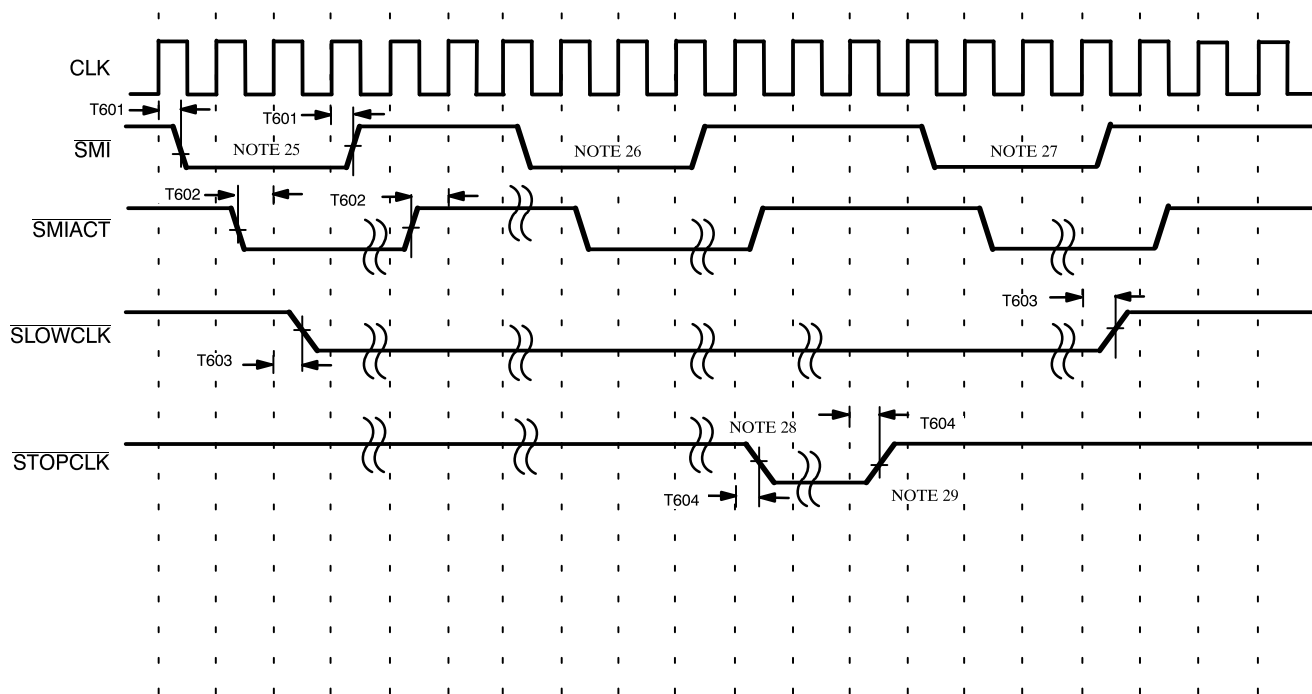 CLK
T601
T601
SMI
NOTE 25
NOTE 26
NOTE 27
T602
T602
SMIACT
T603
SLOWCLK
T603
NOTE 28
T604
STOPCLK
T604
NOTE 29